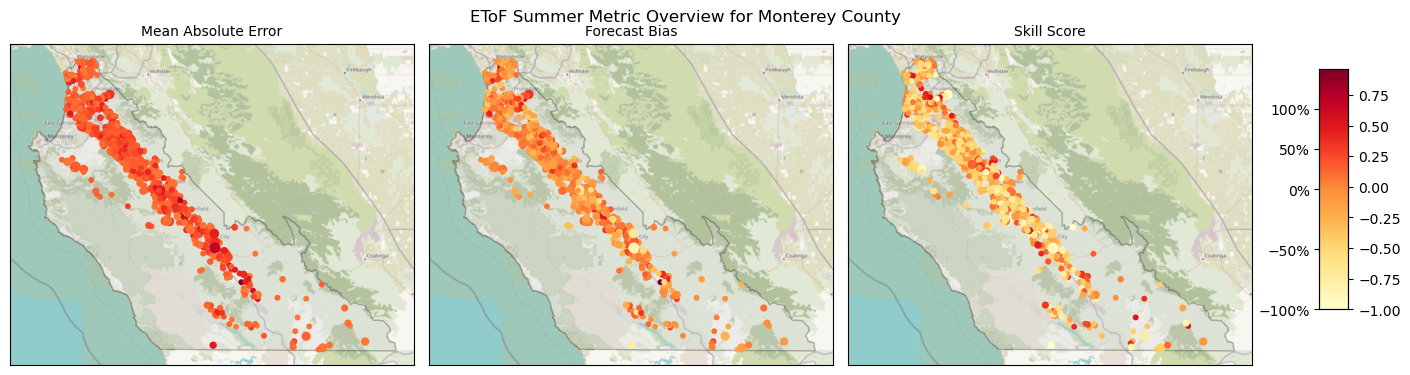 EToF Summer Metric Overview for Monterey County
Mean Absolute Error
Forecast Bias
Skill Score
Hollister
Firebaugh
Mendota
Monterey
Coalinga
Hollister
Firebaugh
Mendota
Monterey
Coalinga
Hollister
Firebaugh
Mendota
Monterey
Coalinga
100%
50%
0%
−50%
−100%
0.75
0.50
0.25
0.00
−0.25
−0.50
−0.75
−1.00